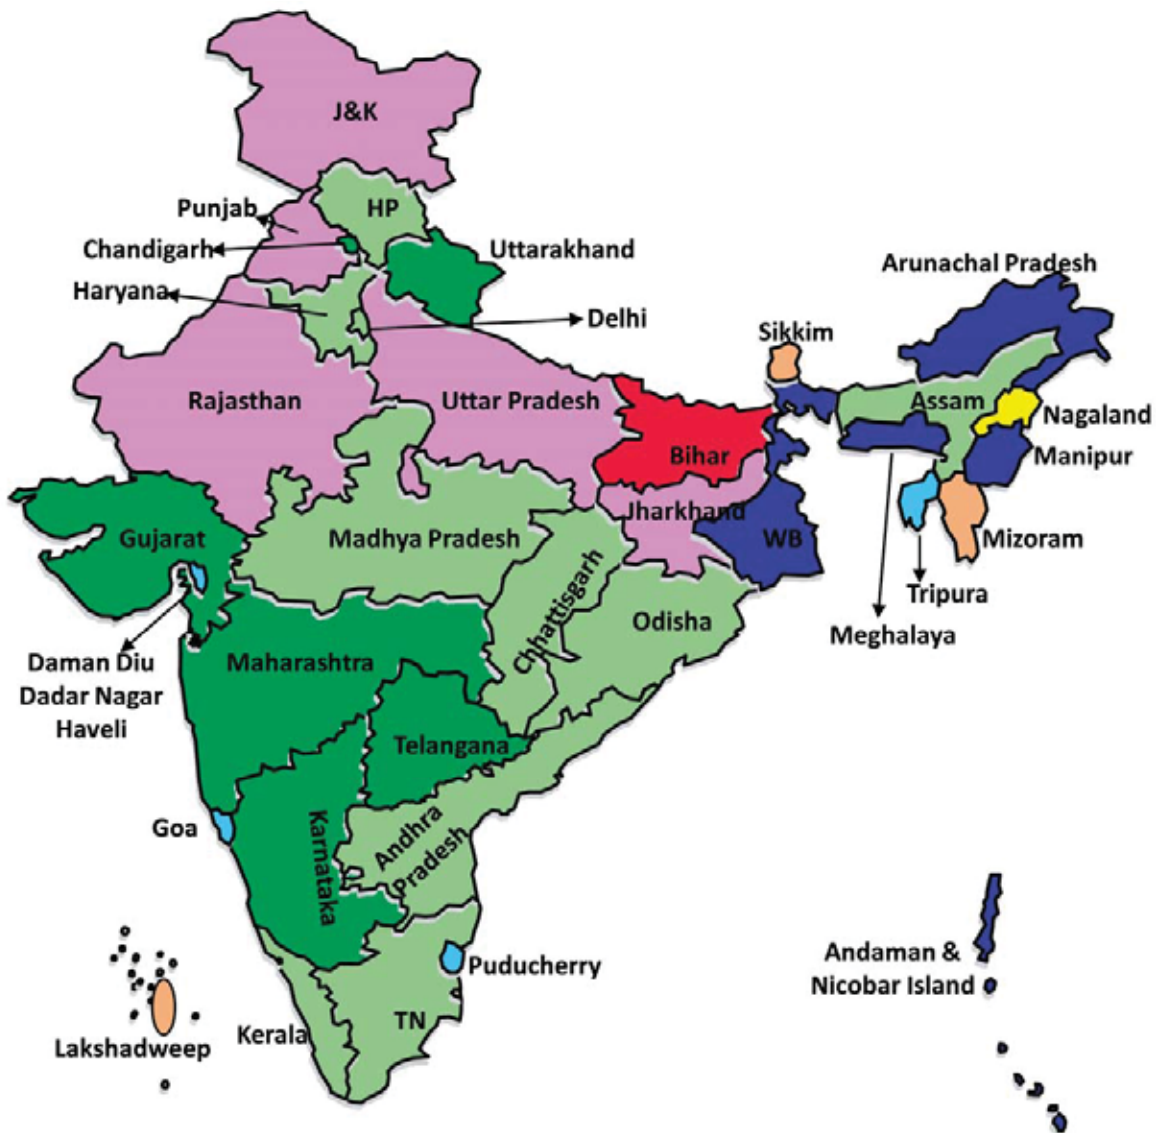 J&K
Punjab
HP
Chandigarh
Uttarakhand
Haryana
Delhi
Arunachal Pradesh
Sikkim
Rajasthan
Uttar Pradesh
Assam
Nagaland
Bihar
Manipur
Jharkhand
Gujarat
Madhya Pradesh
WB
Mizoram
Tripura
Chhattisgarh
Odisha
Meghalaya
Daman Diu
Dadar Nagar
Haveli
Maharashtra
Telangana
Goa
Karnataka
Andhra
Pradesh
Puducherry
Andaman &
Nicobar Island
TN
Kerala
Lakshadweep